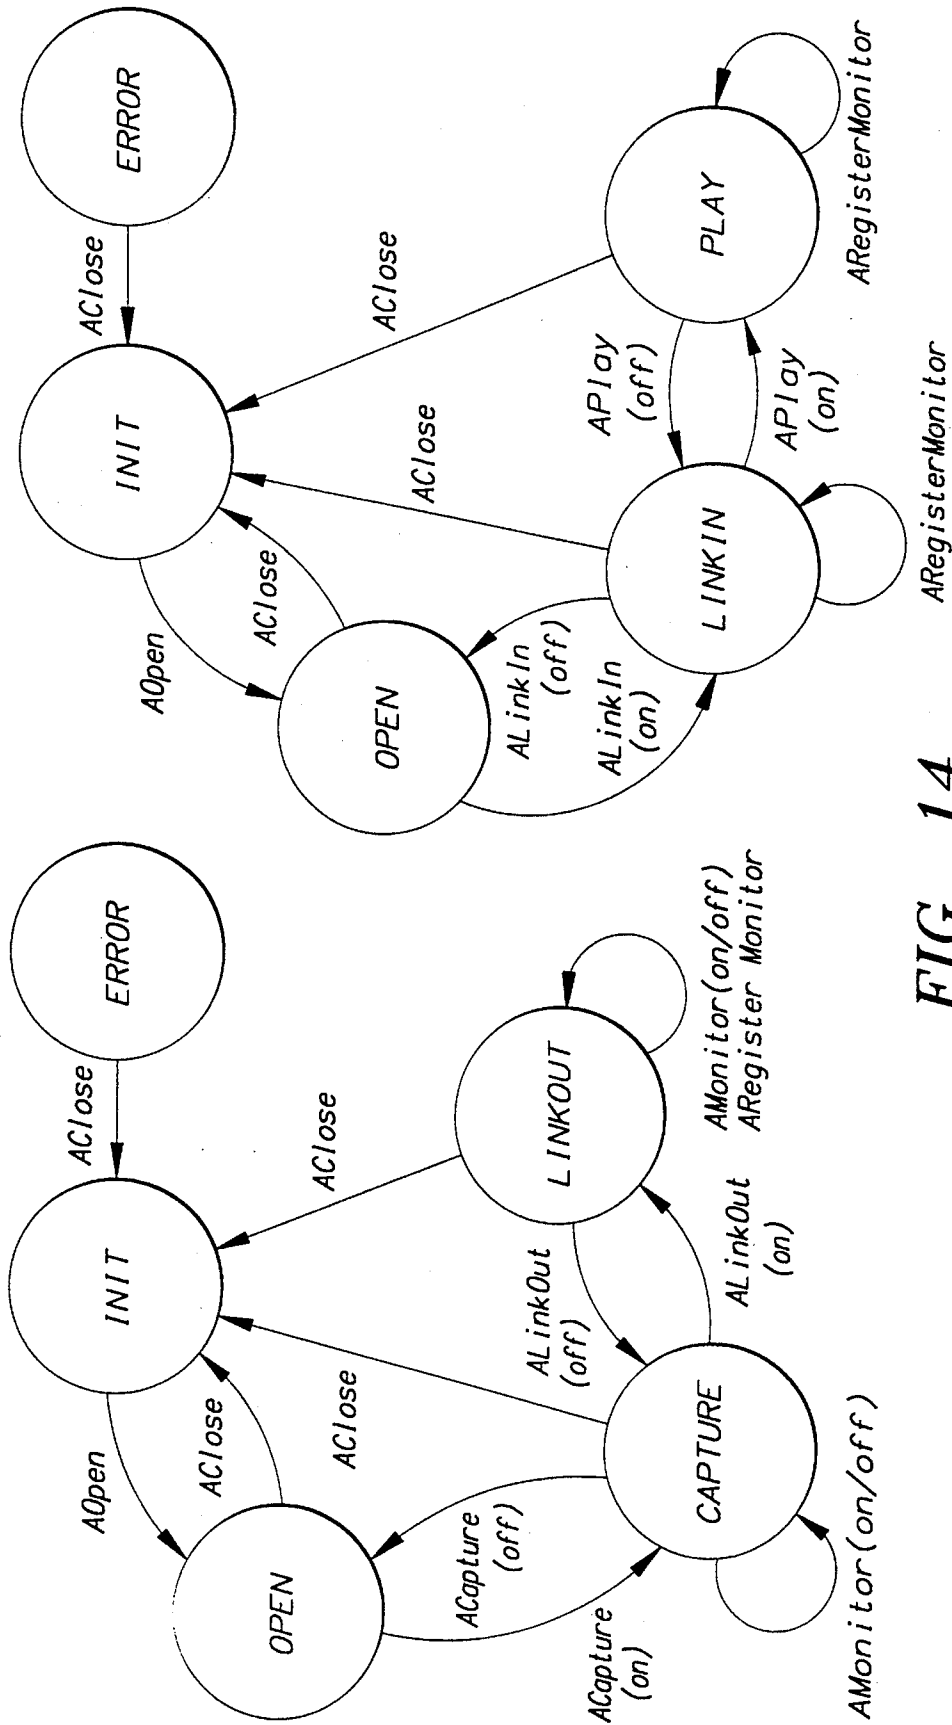 ERROR
AClose
INIT
AOpen
AClose
AClose
AClose
OPEN
LINKOUT
ACapture
(off)
ACapture
(on)
ALinkOut
(off)
ALinkOut
(on)
CAPTURE
AMonitor(on/off)
AMonitor(on/off)
ARegister Monitor
ERROR
AClose
INIT
AOpen
AClose
AClose
AClose
OPEN
PLAY
ALinkIn
(off)
ALinkIn
(on)
APlay
(off)
APlay
(on)
LINKIN
ARegisterMonitor
ARegisterMonitor
FIG. 14